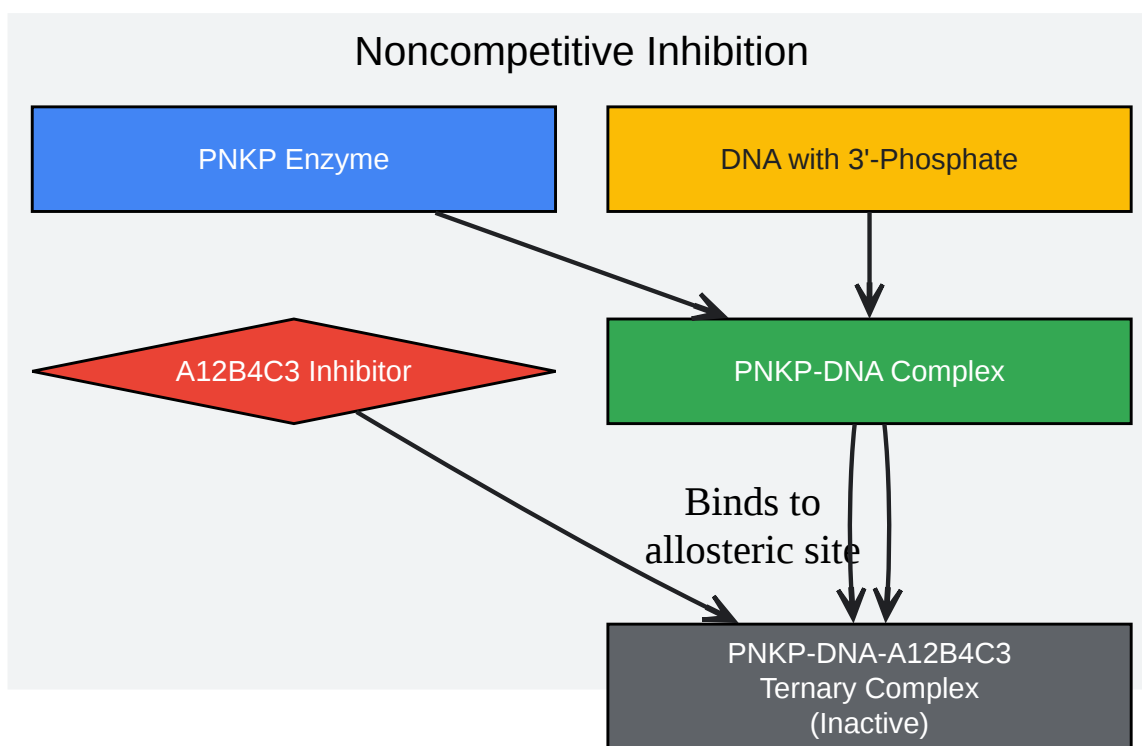 Noncompetitive Inhibition
PNKP Enzyme
DNA with 3'-Phosphate
A12B4C3 Inhibitor
PNKP-DNA Complex
Binds to
allosteric site
PNKP-DNA-A12B4C3
Ternary Complex
(Inactive)